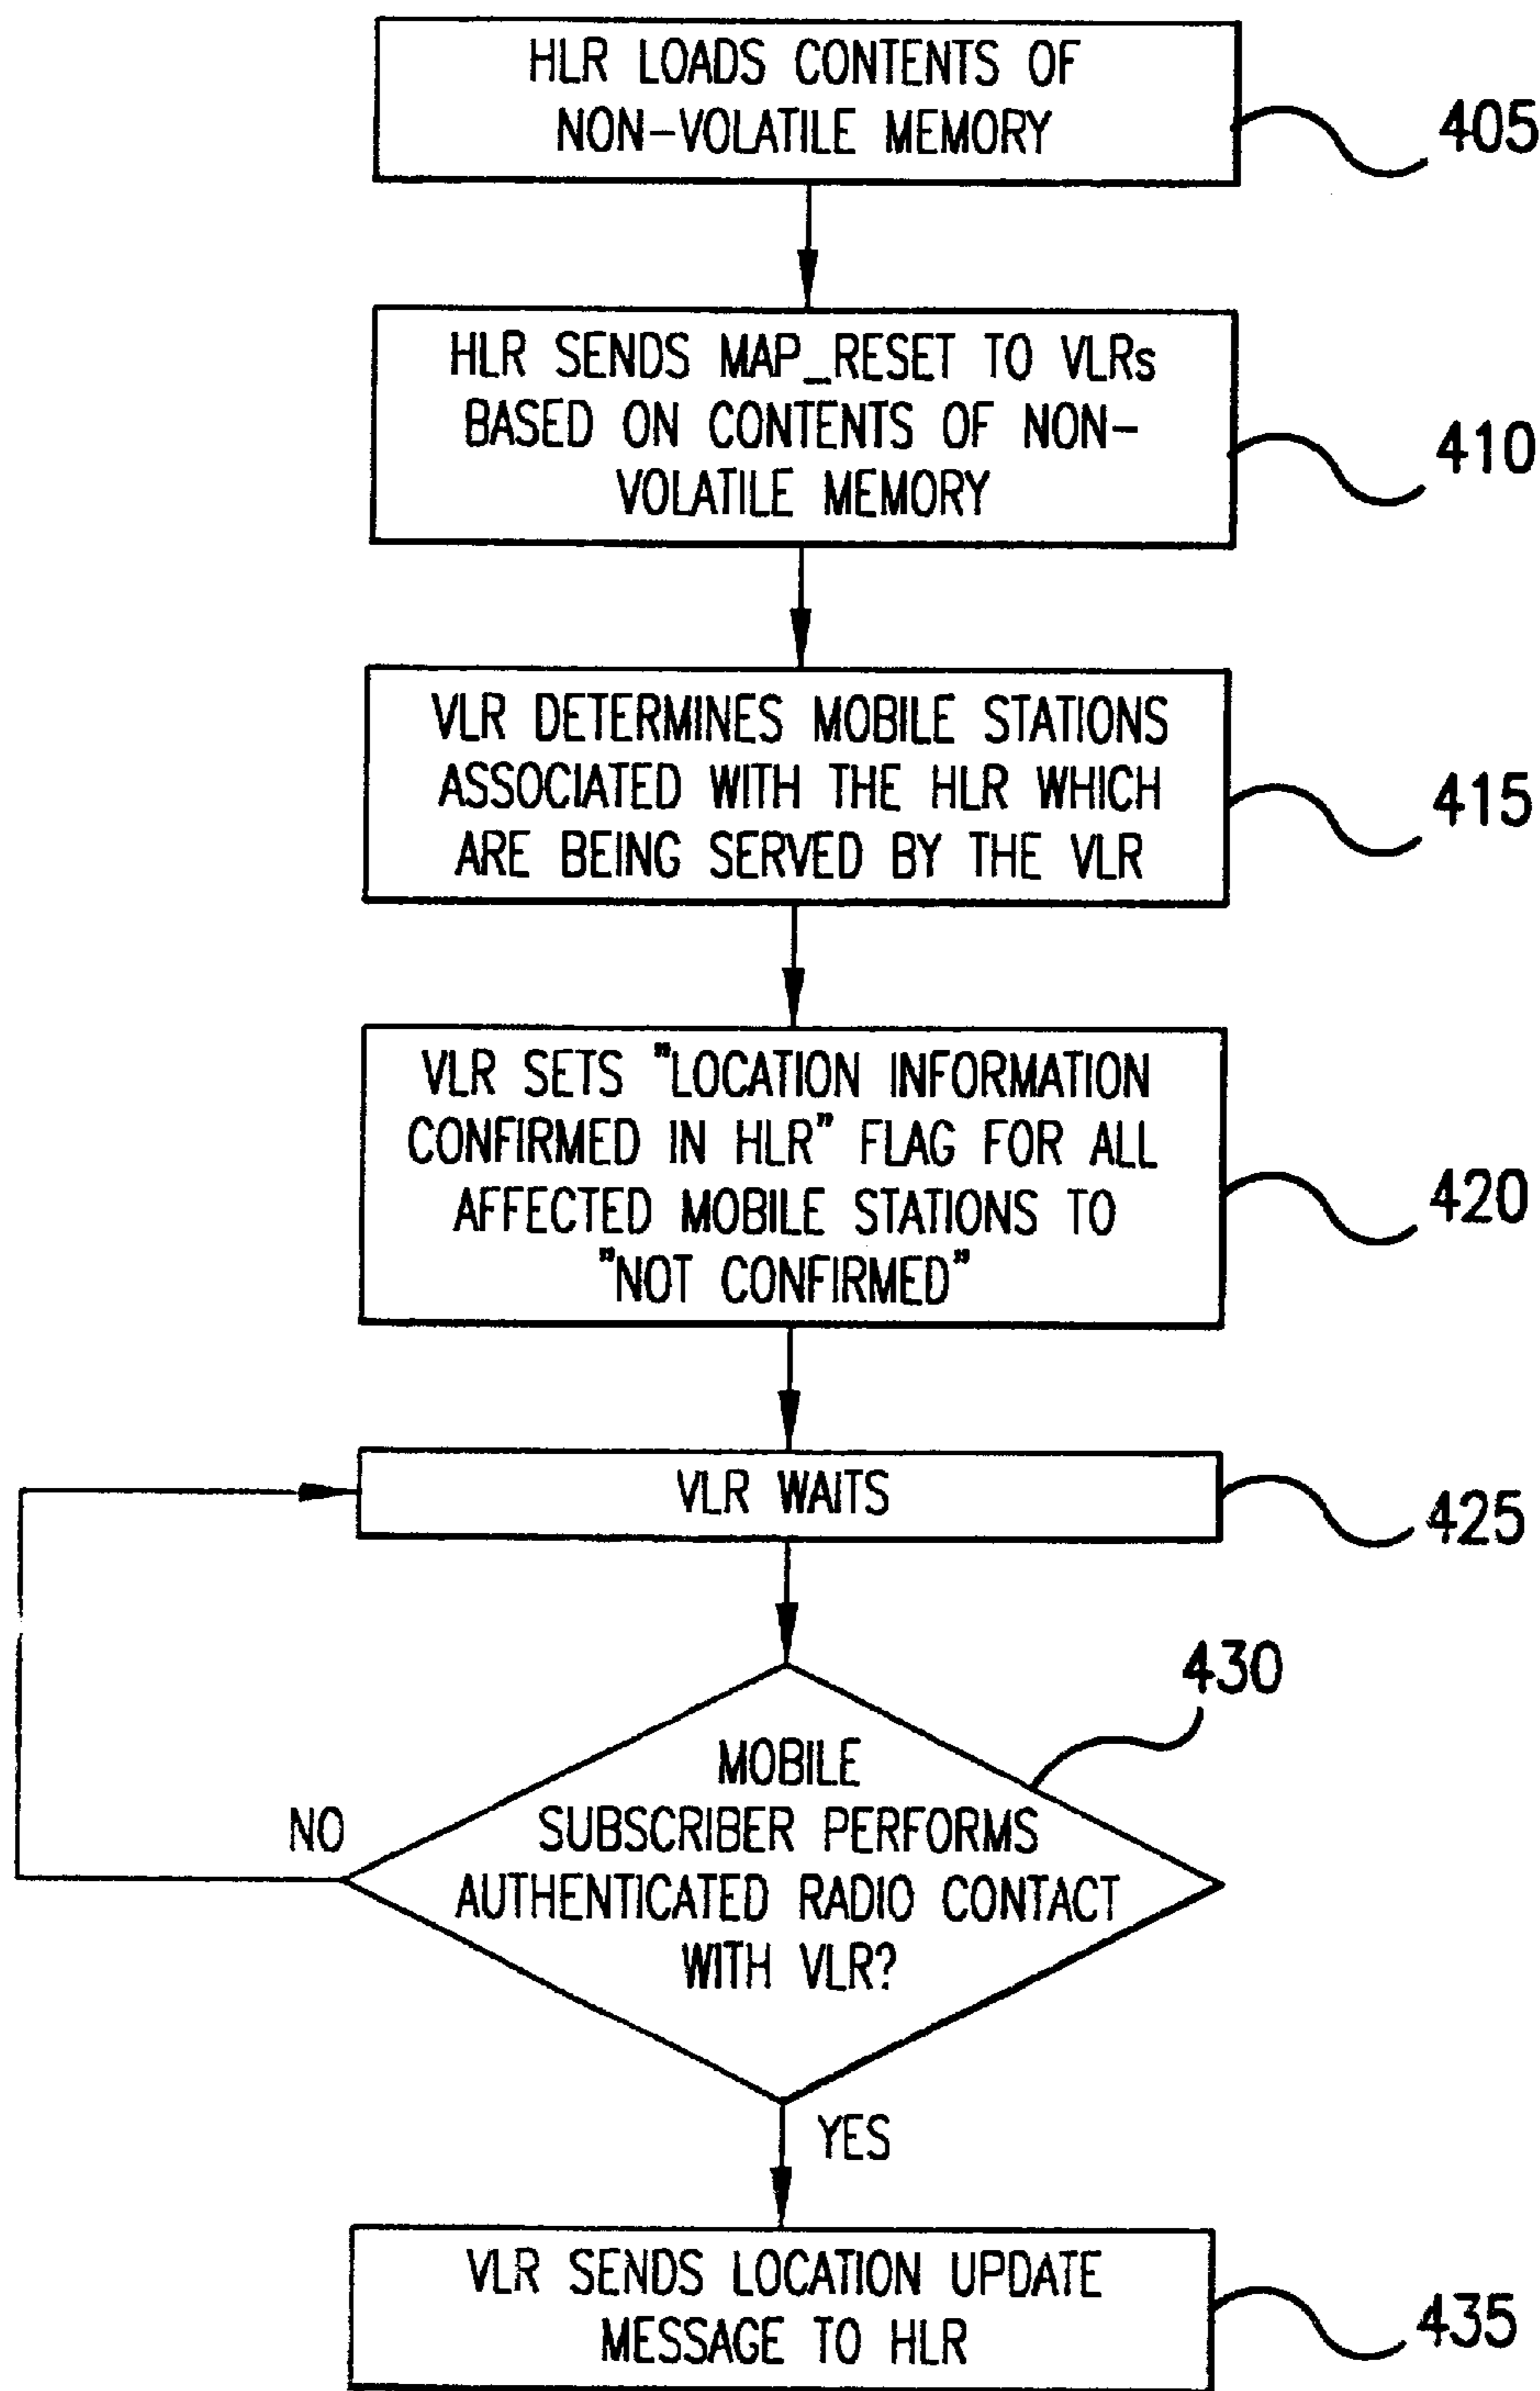 HLR LOADS CONTENTS OF
NON-VOLATILE MEMORY
405
HLR SENDS MAP_RESET TO VLRs
BASED ON CONTENTS OF NON-
VOLATILE MEMORY
410
VLR DETERMINES MOBILE STATIONS
ASSOCIATED WITH THE HLR WHICH
ARE BEING SERVED BY THE VLR
415
VLR SETS "LOCATION INFORMATION
CONFIRMED IN HLR" FLAG FOR ALL
AFFECTED MOBILE STATIONS TO
"NOT CONFIRMED"
420
VLR WAITS
425
430
MOBILE
SUBSCRIBER PERFORMS
AUTHENTICATED RADIO CONTACT
WITH VLR?
NO
YES
VLR SENDS LOCATION UPDATE
MESSAGE TO HLR
435